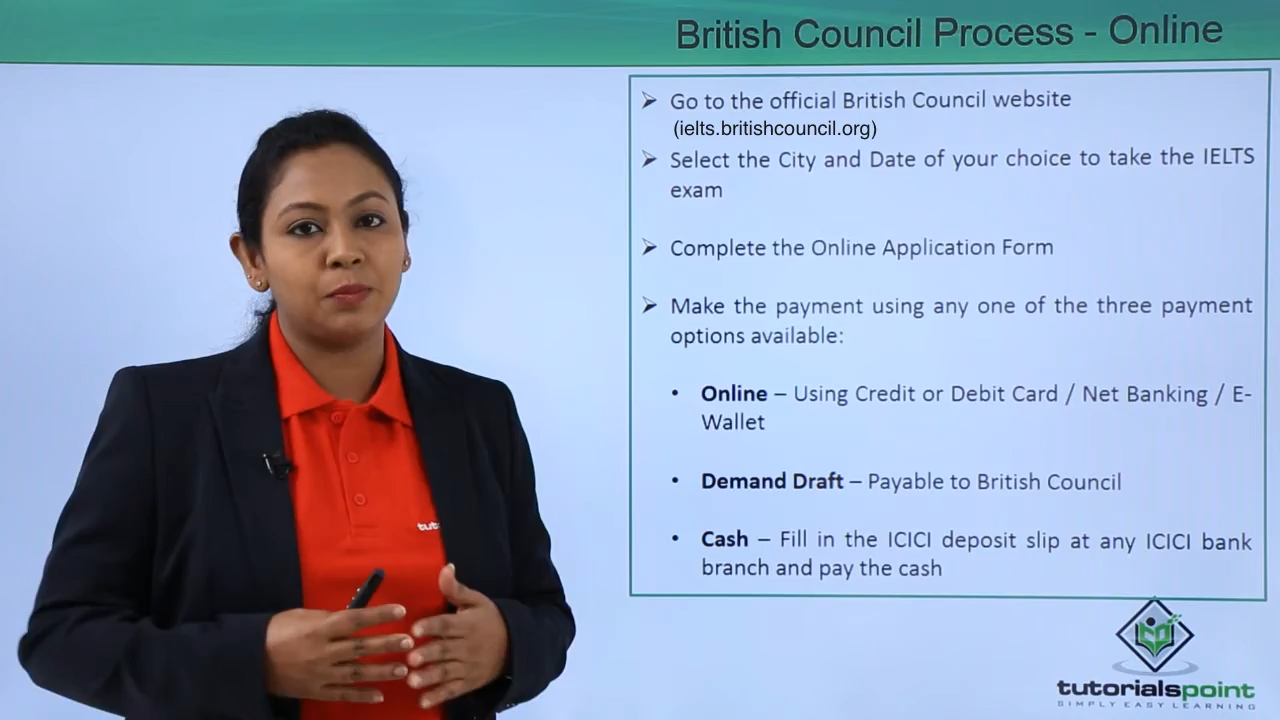 British Council Process - Online
➢ Go to the official British Council website
(ielts.britishcouncil.org)
➢ Select the City and Date of your choice to take the IELTS
exam
➢ Complete the Online Application Form
➢ Make the payment using any one of the three payment
options available:
• Online – Using Credit or Debit Card / Net Banking / E-
Wallet
• Demand Draft – Payable to British Council
• Cash – Fill in the ICICI deposit slip at any ICICI bank
branch and pay the cash
tutorialspoint
SIMPLY EASY LEARNING